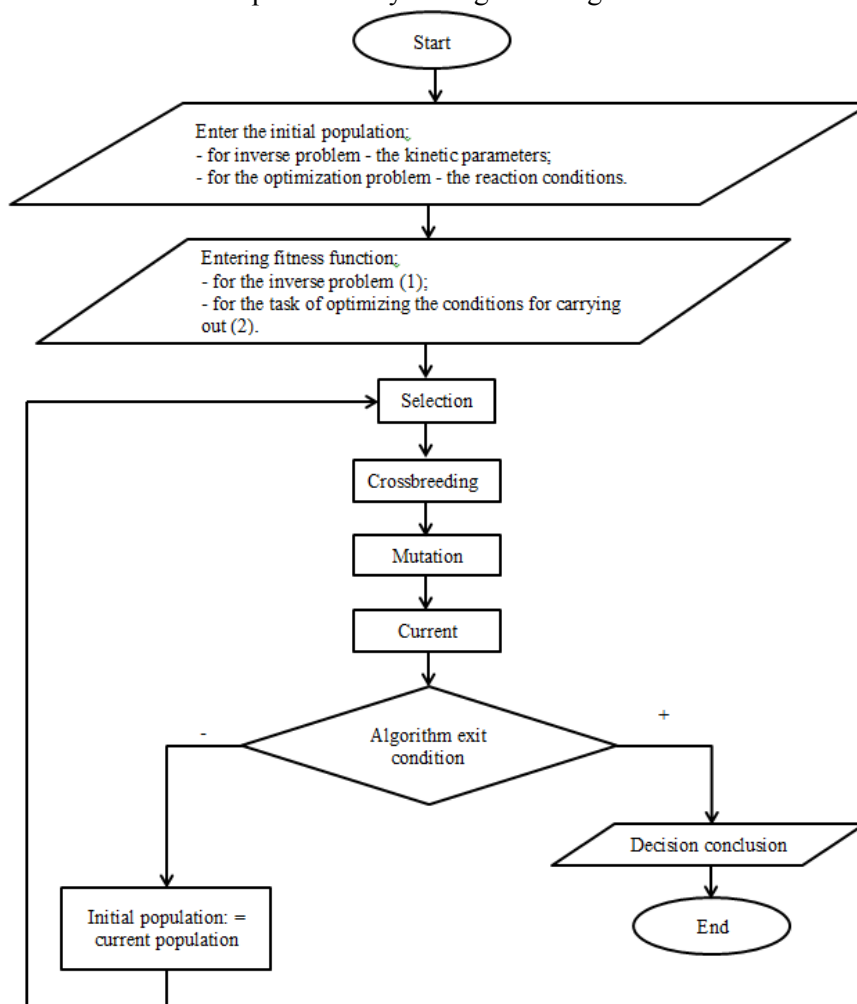 Start
Enter the initial population;
- for inverse problem - the kinetic parameters;
- for the optimization problem - the reaction conditions.
Entering fitness function;
- for the inverse problem (1);
- for the task of optimizing the conditions for carrying
out (2).
Selection
Crossbreeding
Mutation
Current
Algorithm exit
condition
-
+
Decision conclusion
Initial population: =
current population
End